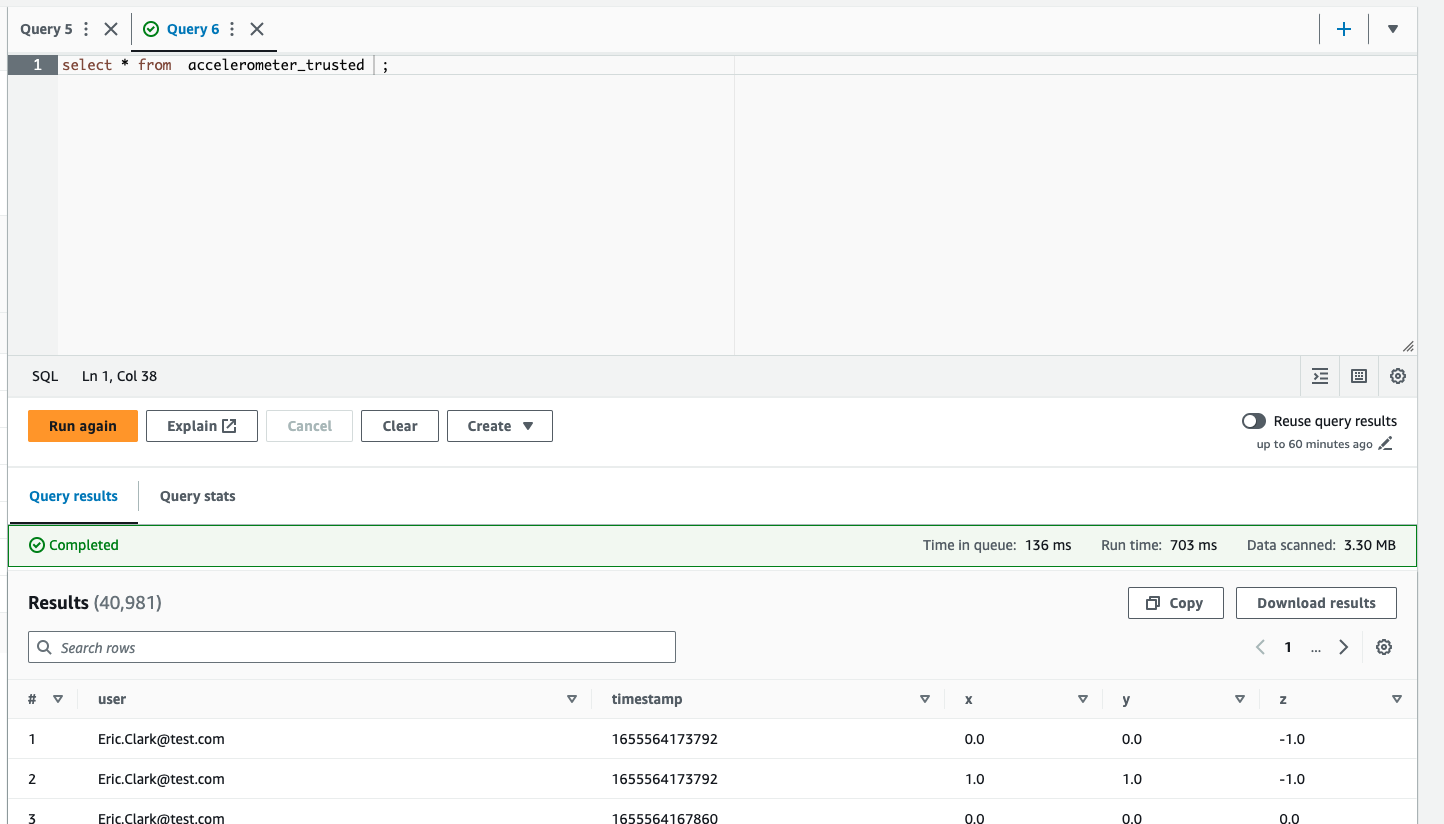 Query 5
Query 6
1 select * from  accelerometer_trusted  ;
SQL Ln 1, Col 38
Run again Explain Cancel Clear Create Reuse query results
up to 60 minutes ago
Query results Query stats
Completed Time in queue: 136 ms Run time: 703 ms Data scanned: 3.30 MB
Results (40,981) Copy Download results
Search rows 1 ...
# user timestamp x y z
1 Eric.Clark@test.com 1655564173792 0.0 0.0 -1.0
2 Eric.Clark@test.com 1655564173792 1.0 1.0 -1.0
3 Eric.Clark@test.com 1655564167860 0.0 0.0 0.0